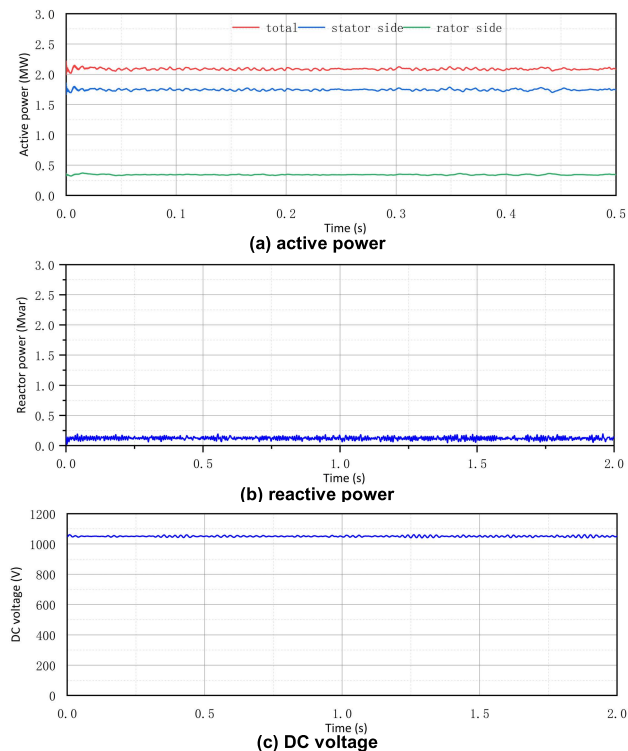 3.0
total
stator side
rator side
2.5
2.0
1.5
1.0
0.5
0.0
Active power (MW)
0.0 0.1 0.2 0.3 0.4 0.5
Time (s)
(a) active power
3.0
2.5
2.0
1.5
1.0
0.5
0.0
Reactor power (Mvar)
0.0 0.5 1.0 1.5 2.0
Time (s)
(b) reactive power
1200
1000
800
600
400
200
0
DC voltage (V)
0.0 0.5 1.0 1.5 2.0
Time (s)
(c) DC voltage